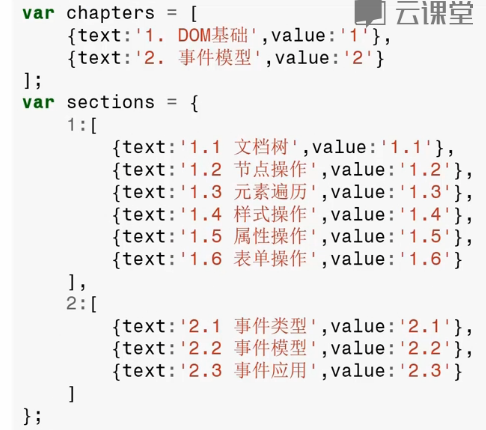 云课堂
var chapters = [
    {text:'1. DOM基础',value:'1'},
    {text:'2. 事件模型',value:'2'}
];
var sections = {
    1:[
        {text:'1.1 文档树',value:'1.1'},
        {text:'1.2 节点操作',value:'1.2'},
        {text:'1.3 元素遍历',value:'1.3'},
        {text:'1.4 样式操作',value:'1.4'},
        {text:'1.5 属性操作',value:'1.5'},
        {text:'1.6 表单操作',value:'1.6'}
    ],
    2:[
        {text:'2.1 事件类型',value:'2.1'},
        {text:'2.2 事件模型',value:'2.2'},
        {text:'2.3 事件应用',value:'2.3'}
    ]
};